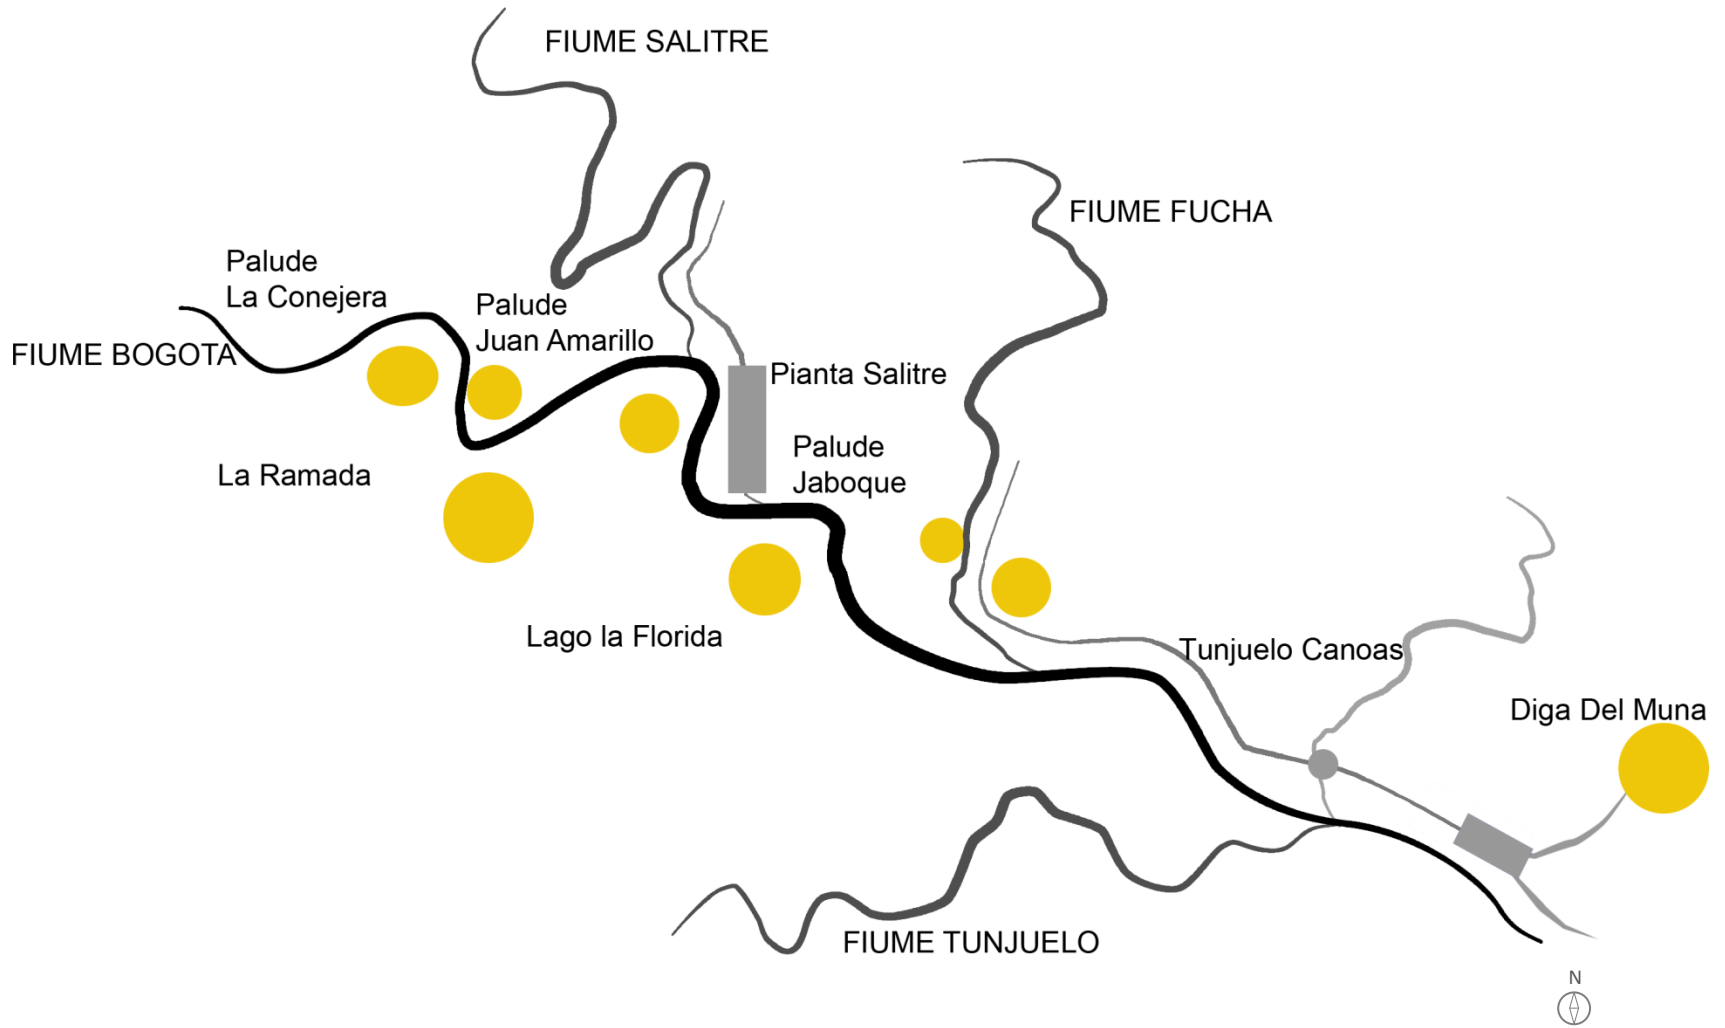 FIUME SALITRE
FIUME FUCHA
Palude
La Conejera
Palude
Juan Amarillo
FIUME BOGOTA
Pianta Salitre
Palude
Jaboque
La Ramada
Lago la Florida
Tunjuelo Canoas
Diga Del Muna
FIUME TUNJUELO
N